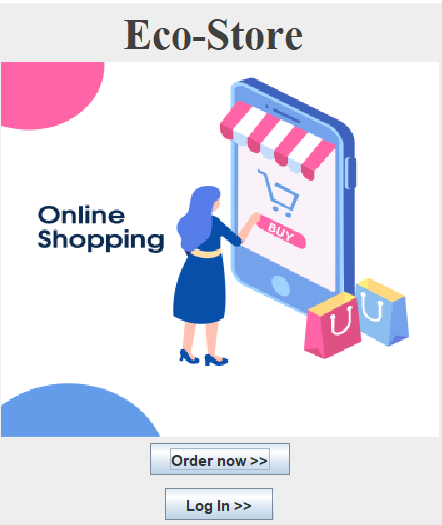 Eco-Store
Online
Shopping
BUY
Order now >>
Log In >>